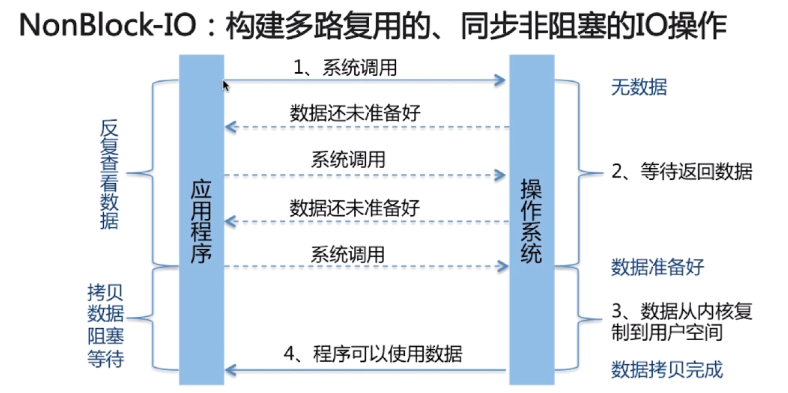 NonBlock-IO：构建多路复用的、同步非阻塞的IO操作
1、系统调用
无数据
数据还未准备好
反复查看数据
系统调用
2、等待返回数据
应用程序
操作系统
数据还未准备好
系统调用
数据准备好
拷贝
数据
阻塞
等待
3、数据从内核复
制到用户空间
4、程序可以使用数据
数据拷贝完成